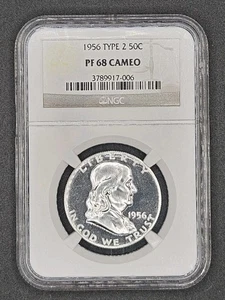 1956 TYPE 2 50C
PF 68 CAMEO
3789917-006
NGC
LIBERTY
1956
IN GOD WE TRUST